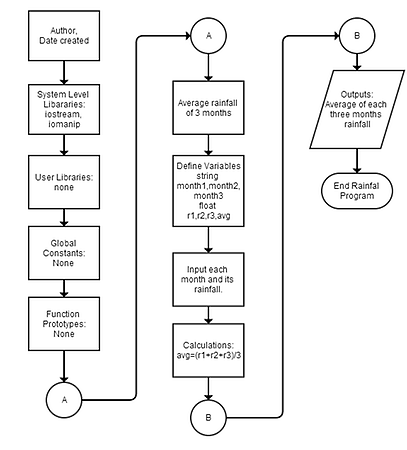 Author,
Date created
System Level
Libararies:
iostream,
iomanip
User Libraries:
none
Global
Constants:
None
Function
Prototypes:
None
A
A
Average rainfall
of 3 months
Define Variables
string
month1,month2,
month3
float
r1,r2,r3,avg
Input each
month and its
rainfall.
Calculations:
avg=(r1+r2+r3)/3
B
B
Outputs:
Average of each
three months
rainfall
End Rainfal
Program